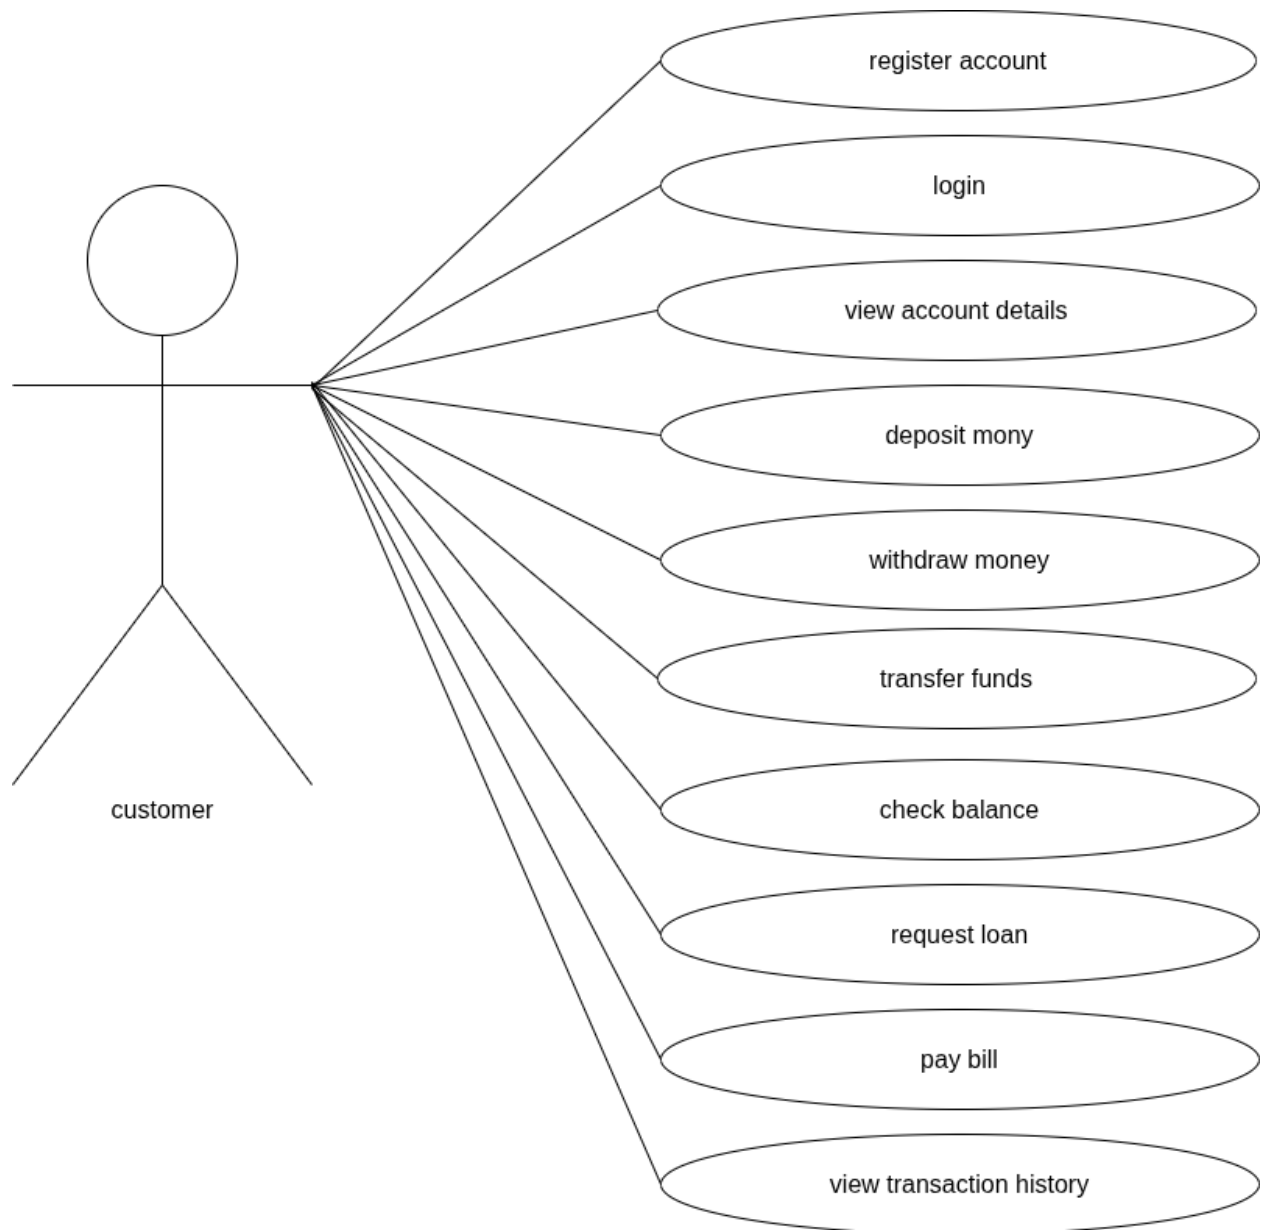 register account
login
view account details
deposit mony
withdraw money
transfer funds
customer
check balance
request loan
pay bill
view transaction history